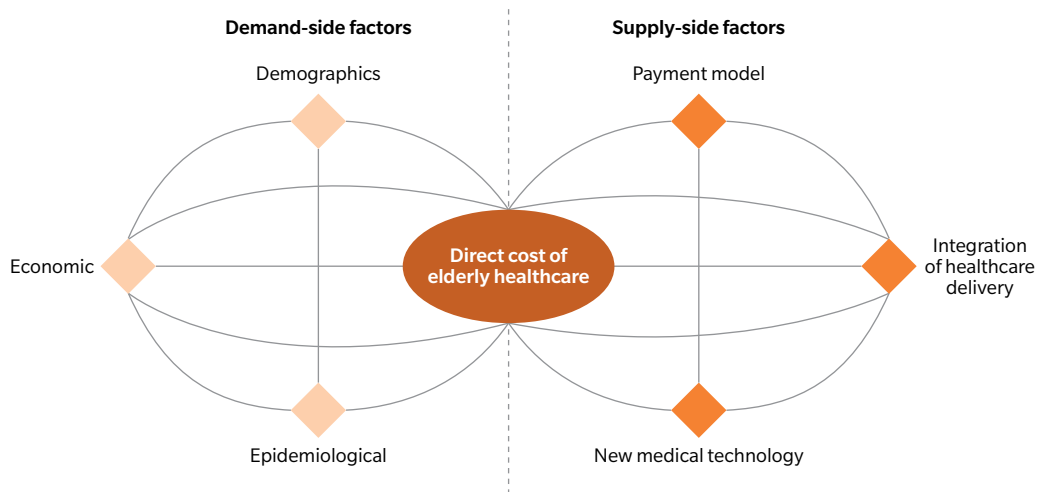 Demand-side factors
Supply-side factors
Demographics
Payment model
Economic
Direct cost of
elderly healthcare
Integration
of healthcare
delivery
Epidemiological
New medical technology